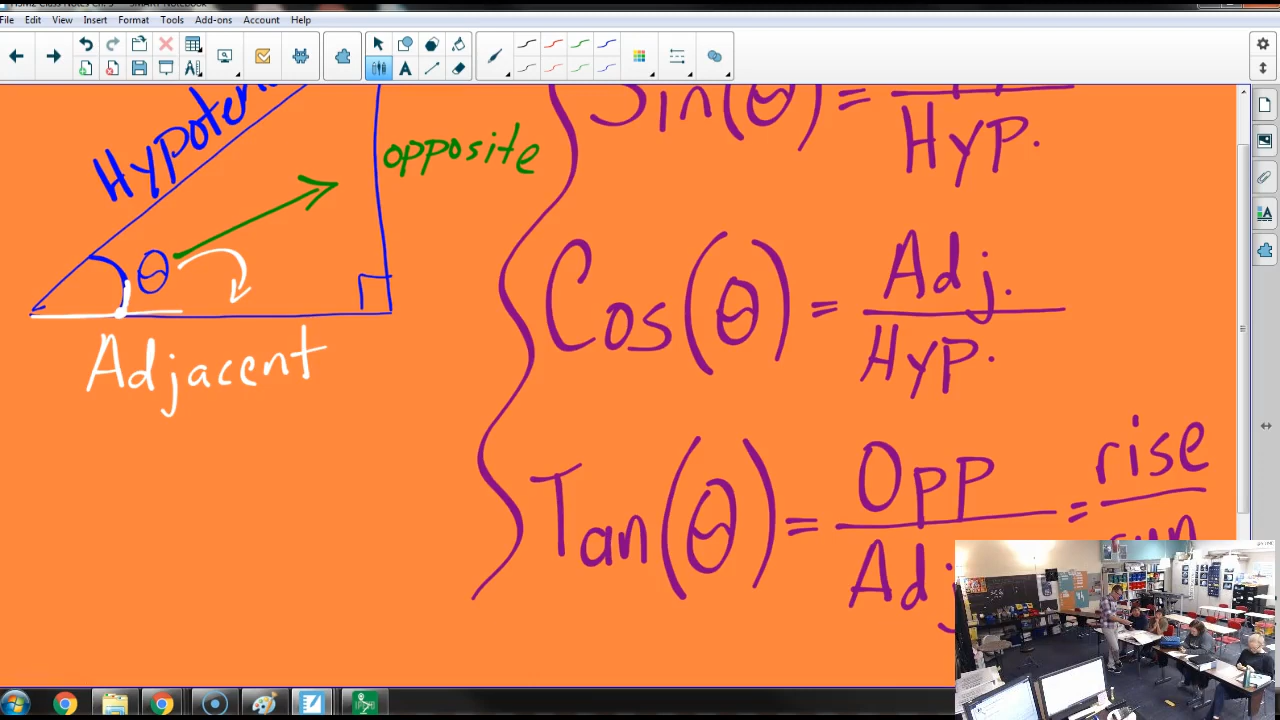 File Edit View Insert Format Tools Add-ons Account Help
opposite
θ
Adjacent
Sin(θ) =
Hyp.
Cos(θ) = Adj.
Hyp.
Tan(θ) = Opp = rise
Adj run